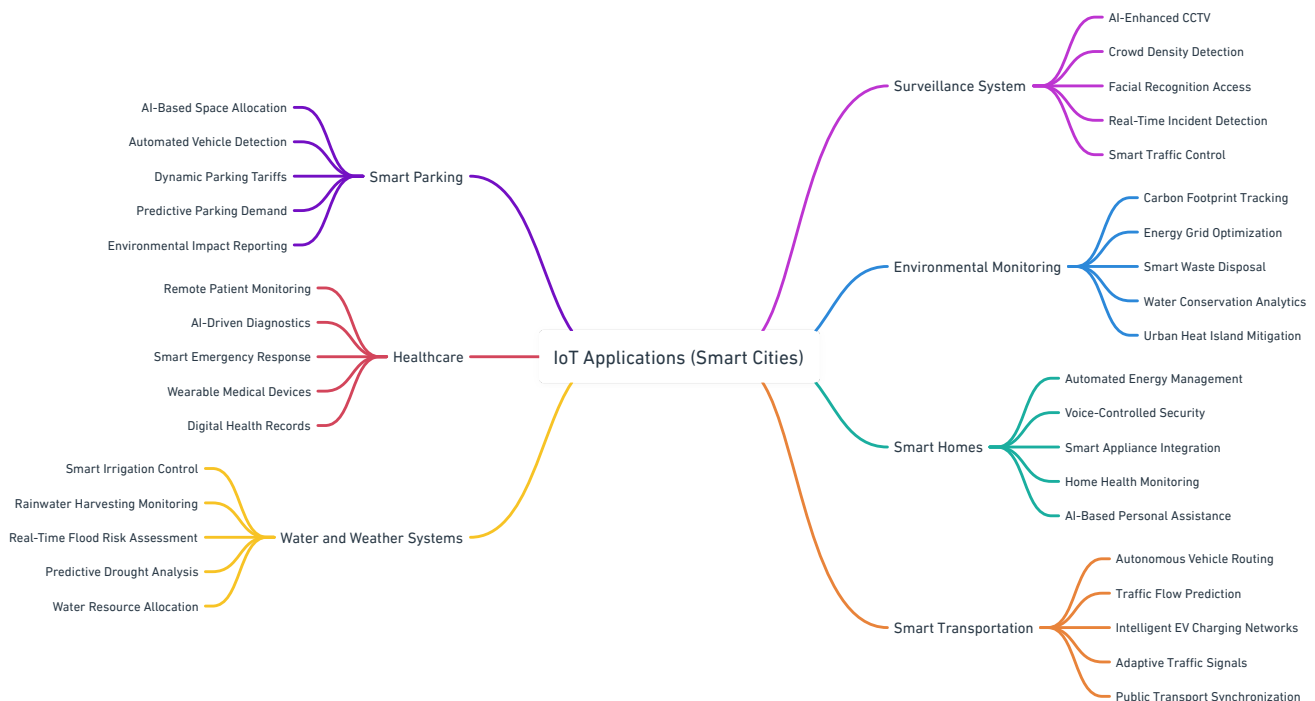 IoT Applications (Smart Cities)
Surveillance System
AI-Enhanced CCTV
Crowd Density Detection
Facial Recognition Access
Real-Time Incident Detection
Smart Traffic Control
Environmental Monitoring
Carbon Footprint Tracking
Energy Grid Optimization
Smart Waste Disposal
Water Conservation Analytics
Urban Heat Island Mitigation
Smart Homes
Automated Energy Management
Voice-Controlled Security
Smart Appliance Integration
Home Health Monitoring
AI-Based Personal Assistance
Smart Transportation
Autonomous Vehicle Routing
Traffic Flow Prediction
Intelligent EV Charging Networks
Adaptive Traffic Signals
Public Transport Synchronization
Smart Parking
AI-Based Space Allocation
Automated Vehicle Detection
Dynamic Parking Tariffs
Predictive Parking Demand
Environmental Impact Reporting
Healthcare
Remote Patient Monitoring
AI-Driven Diagnostics
Smart Emergency Response
Wearable Medical Devices
Digital Health Records
Water and Weather Systems
Smart Irrigation Control
Rainwater Harvesting Monitoring
Real-Time Flood Risk Assessment
Predictive Drought Analysis
Water Resource Allocation